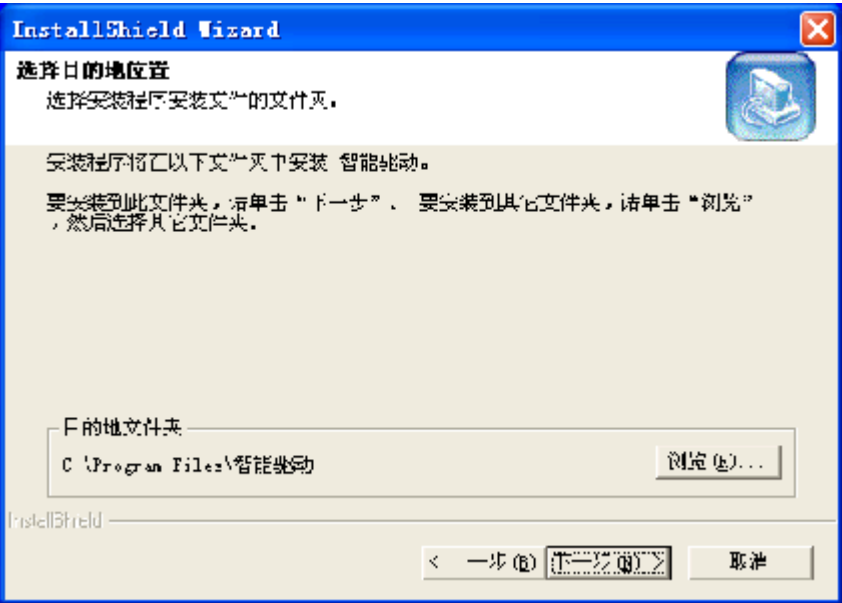 InstallShield Wizard
选择目的地位置
选择安装程序安装文件的文件夹。
安装程序将在以下文件夹中安装 智能驱动。
要安装到此文件夹，请单击“下一步”。 要安装到其它文件夹，请单击“浏览”
，然后选择其它文件夹。
目的地文件夹
C:\Program Files\智能驱动
浏览(R)...
InstallShield
< 一步(B)
下一步(N) >
取消